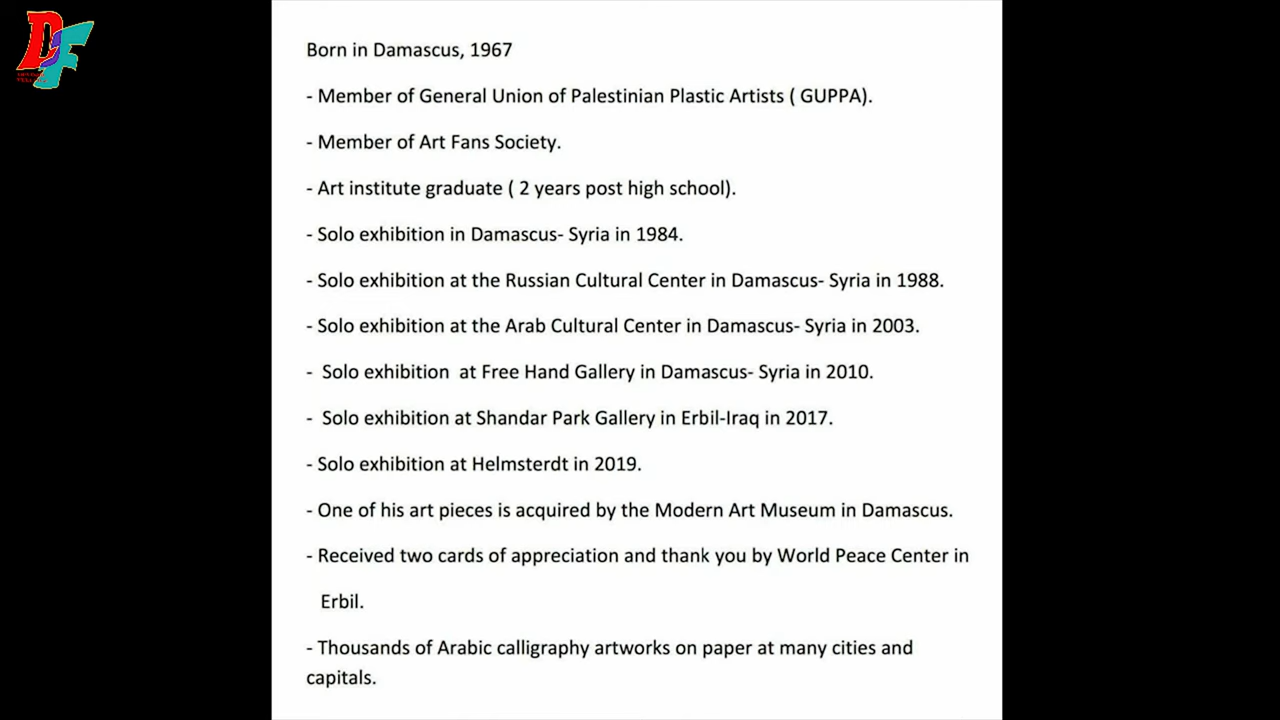 DF
Born in Damascus, 1967
- Member of General Union of Palestinian Plastic Artists ( GUPPA).
- Member of Art Fans Society.
- Art institute graduate ( 2 years post high school).
- Solo exhibition in Damascus- Syria in 1984.
- Solo exhibition at the Russian Cultural Center in Damascus- Syria in 1988.
- Solo exhibition at the Arab Cultural Center in Damascus- Syria in 2003.
-  Solo exhibition  at Free Hand Gallery in Damascus- Syria in 2010.
-  Solo exhibition at Shandar Park Gallery in Erbil-Iraq in 2017.
- Solo exhibition at Helmsterdt in 2019.
- One of his art pieces is acquired by the Modern Art Museum in Damascus.
- Received two cards of appreciation and thank you by World Peace Center in
Erbil.
- Thousands of Arabic calligraphy artworks on paper at many cities and
capitals.